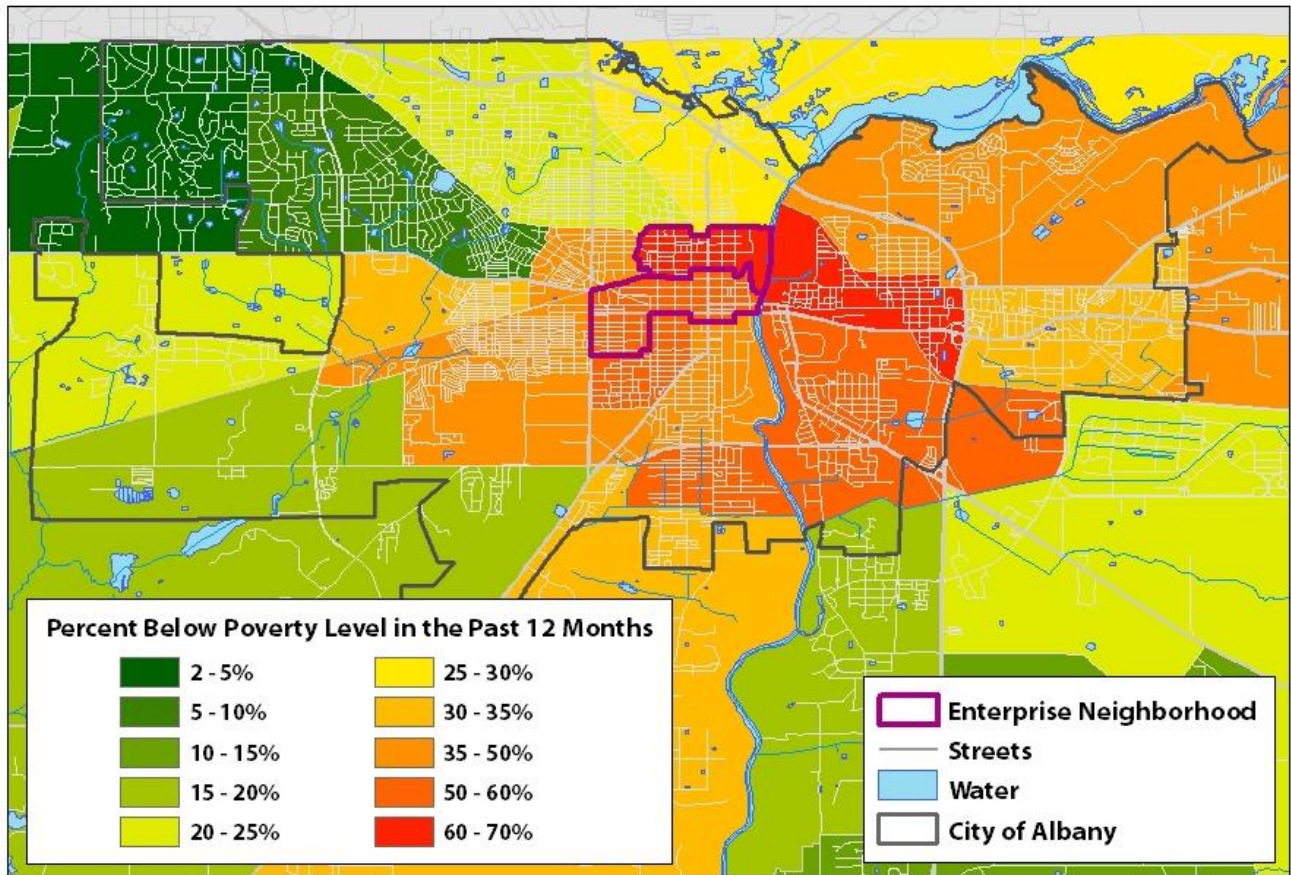 Percent Below Poverty Level in the Past 12 Months
2 - 5%
5 - 10%
10 - 15%
15 - 20%
20 - 25%
25 - 30%
30 - 35%
35 - 50%
50 - 60%
60 - 70%
Enterprise Neighborhood
Streets
Water
City of Albany